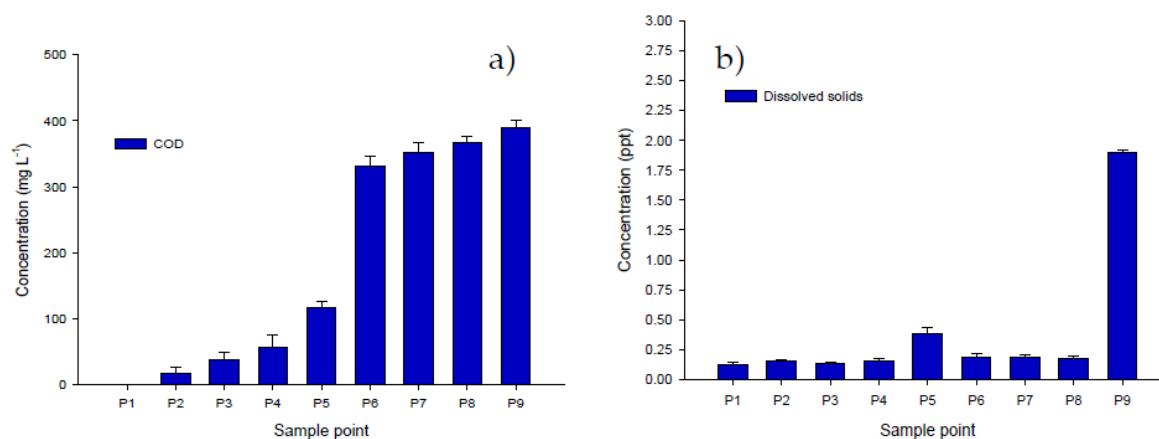 a)
COD
Concentration (mg L⁻¹)
500
400
300
200
100
0
P1 P2 P3 P4 P5 P6 P7 P8 P9
Sample point
b)
Dissolved solids
Concentration (ppt)
3.00
2.75
2.50
2.25
2.00
1.75
1.50
1.25
1.00
0.75
0.50
0.25
0.00
P1 P2 P3 P4 P5 P6 P7 P8 P9
Sample point